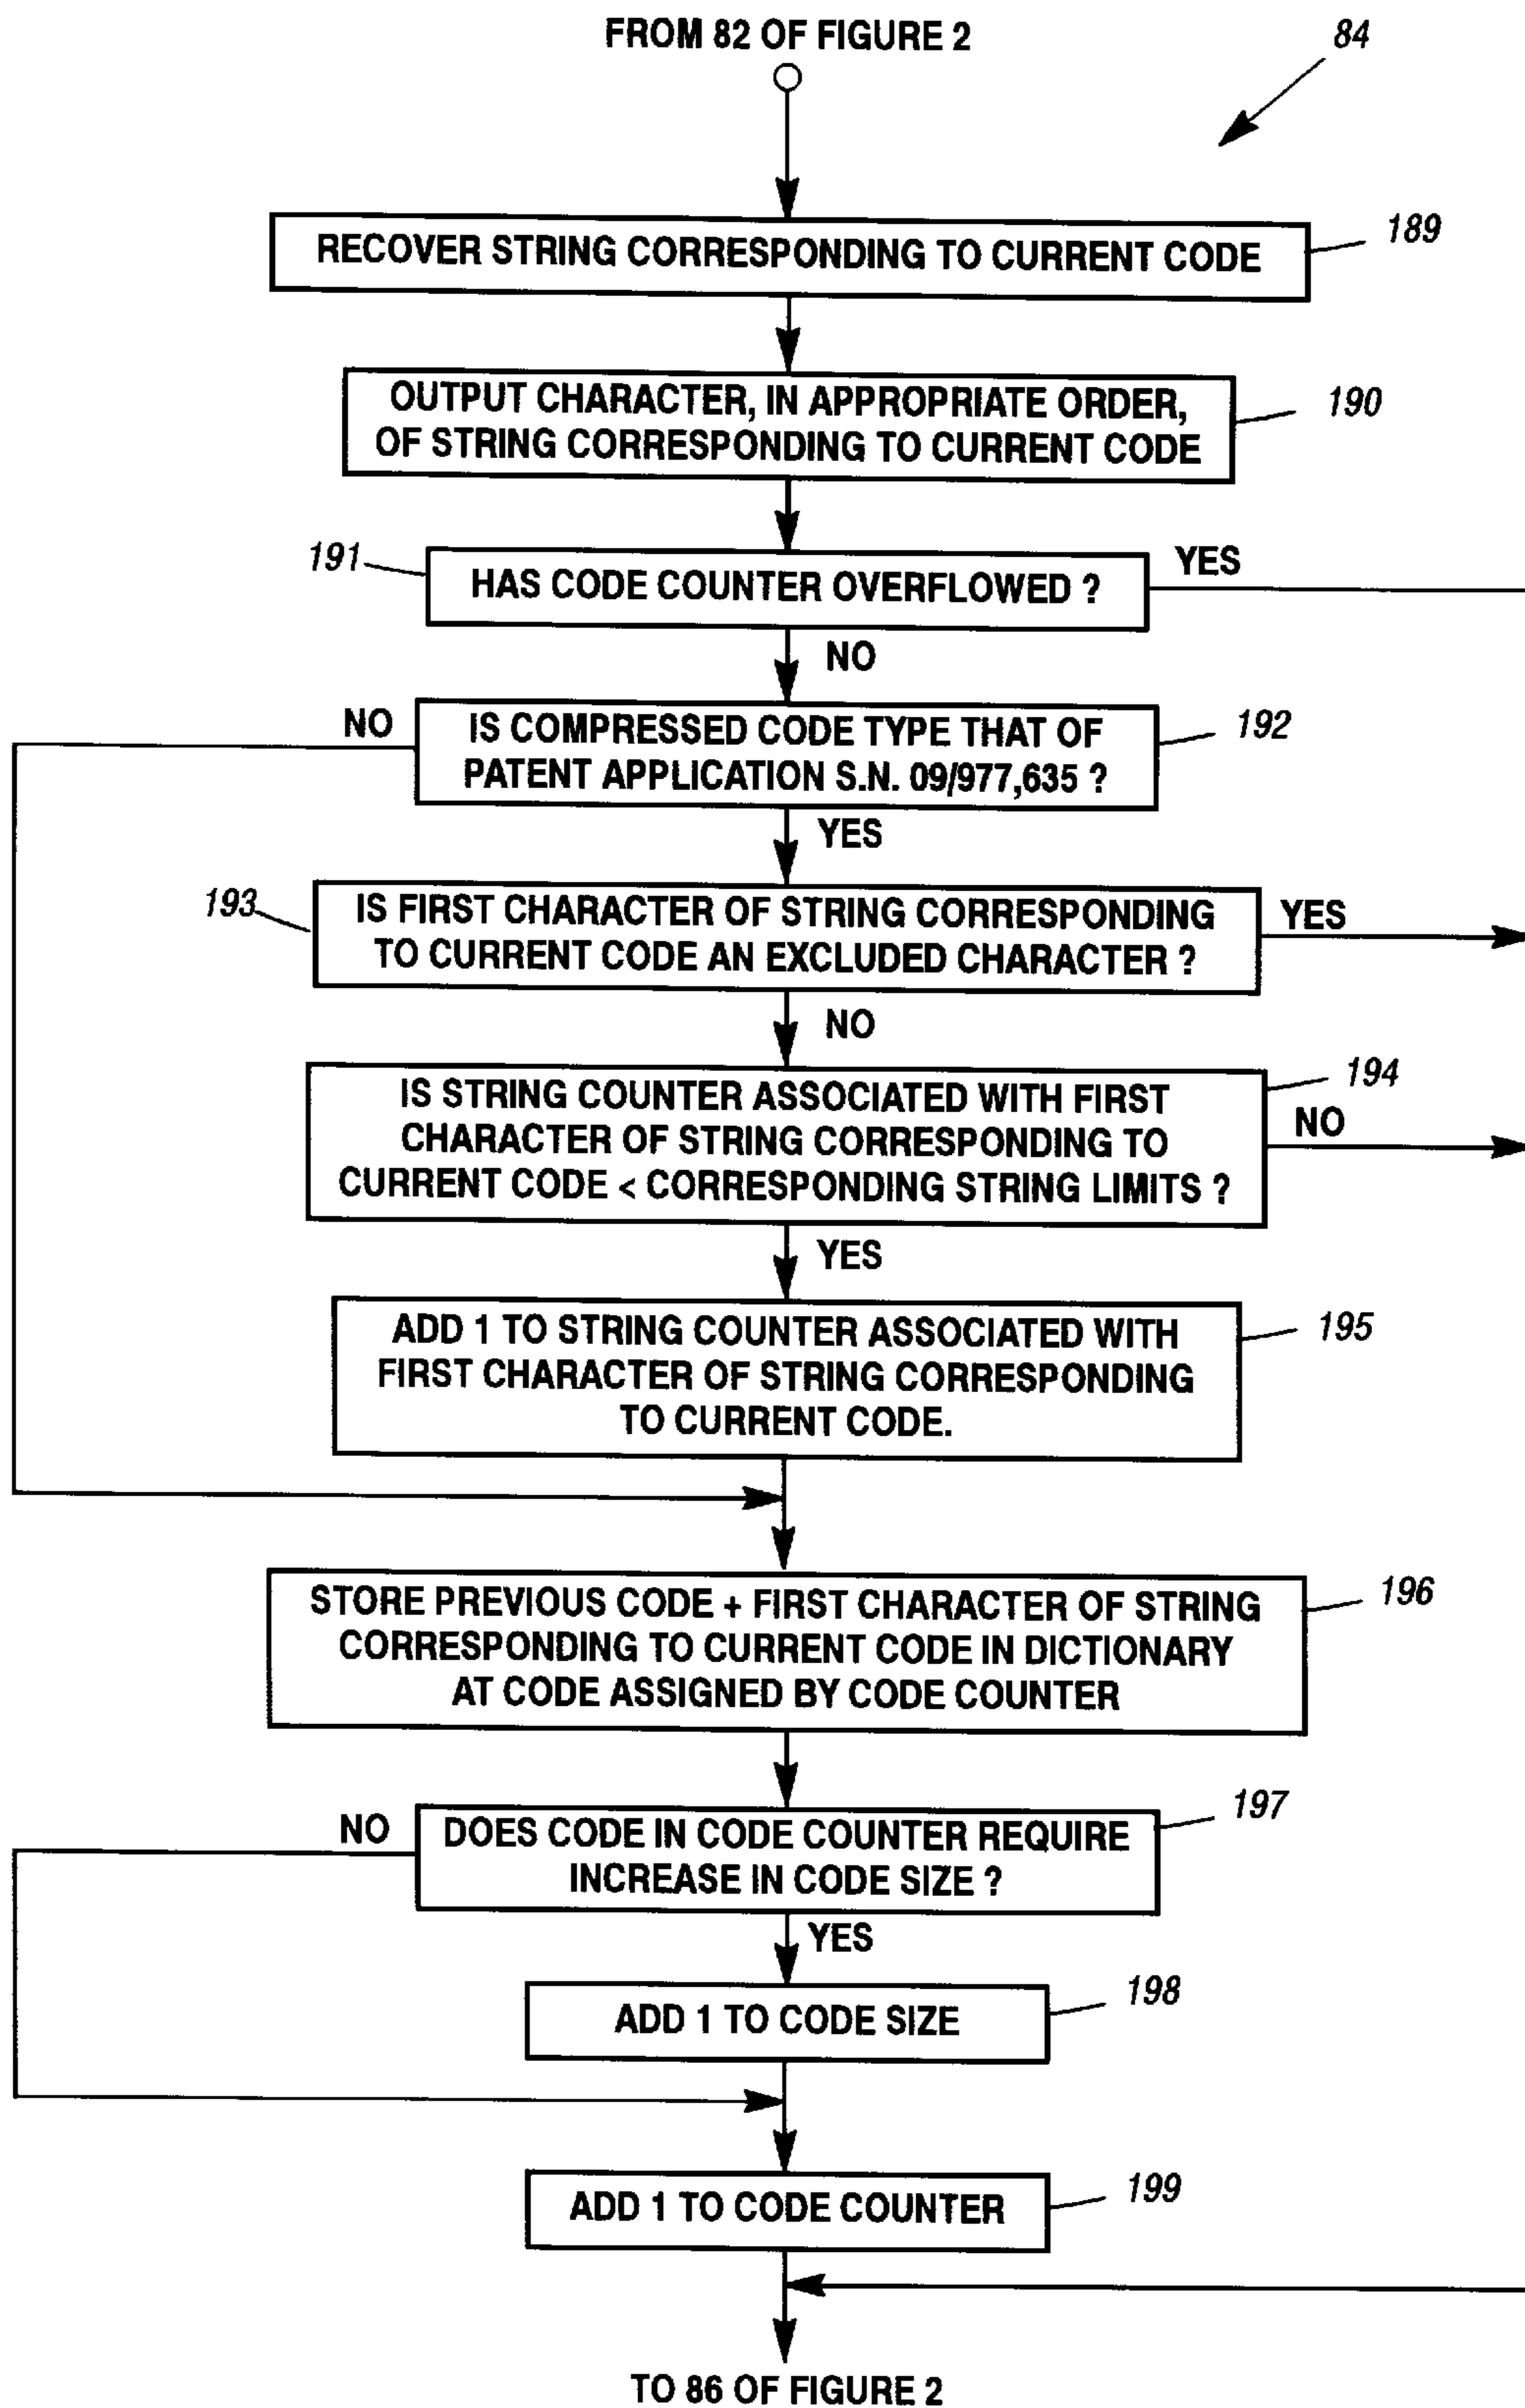 FROM 82 OF FIGURE 2
84
RECOVER STRING CORRESPONDING TO CURRENT CODE
189
OUTPUT CHARACTER, IN APPROPRIATE ORDER,
OF STRING CORRESPONDING TO CURRENT CODE
190
191
HAS CODE COUNTER OVERFLOWED ?
YES
NO
NO
IS COMPRESSED CODE TYPE THAT OF
PATENT APPLICATION S.N. 09/977,635 ?
192
YES
193
IS FIRST CHARACTER OF STRING CORRESPONDING
TO CURRENT CODE AN EXCLUDED CHARACTER ?
YES
NO
IS STRING COUNTER ASSOCIATED WITH FIRST
CHARACTER OF STRING CORRESPONDING TO
CURRENT CODE < CORRESPONDING STRING LIMITS ?
194
NO
YES
ADD 1 TO STRING COUNTER ASSOCIATED WITH
FIRST CHARACTER OF STRING CORRESPONDING
TO CURRENT CODE.
195
STORE PREVIOUS CODE + FIRST CHARACTER OF STRING
CORRESPONDING TO CURRENT CODE IN DICTIONARY
AT CODE ASSIGNED BY CODE COUNTER
196
NO
DOES CODE IN CODE COUNTER REQUIRE
INCREASE IN CODE SIZE ?
197
YES
ADD 1 TO CODE SIZE
198
ADD 1 TO CODE COUNTER
199
TO 86 OF FIGURE 2